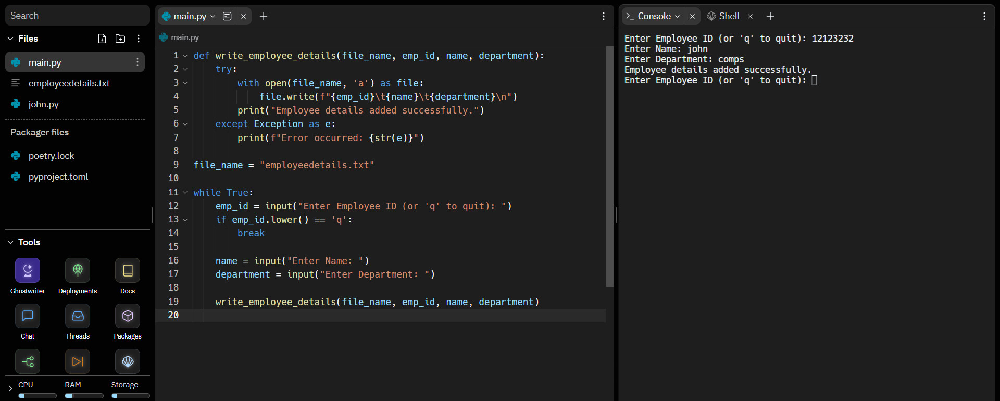 Search
Files
main.py
employeedetails.txt
john.py
Packager files
poetry.lock
pyproject.toml
Tools
Ghostwriter Deployments Docs
Chat Threads Packages
CPU RAM Storage
main.py
main.py
1 def write_employee_details(file_name, emp_id, name, department):
2     try:
3         with open(file_name, 'a') as file:
4             file.write(f"{emp_id}\t{name}\t{department}\n")
5         print("Employee details added successfully.")
6     except Exception as e:
7         print(f"Error occurred: {str(e)}")
8
9 file_name = "employeedetails.txt"
10
11 while True:
12     emp_id = input("Enter Employee ID (or 'q' to quit): ")
13     if emp_id.lower() == 'q':
14         break
15
16     name = input("Enter Name: ")
17     department = input("Enter Department: ")
18
19     write_employee_details(file_name, emp_id, name, department)
20
Console Shell
Enter Employee ID (or 'q' to quit): 12123232
Enter Name: john
Enter Department: comps
Employee details added successfully.
Enter Employee ID (or 'q' to quit):